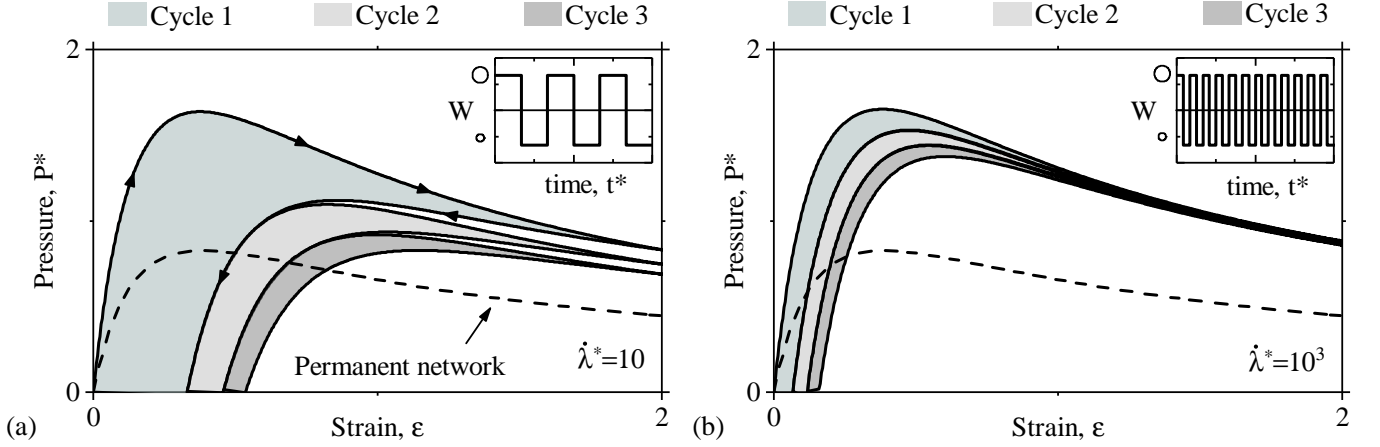 Cycle 1 Cycle 2 Cycle 3
2
W
time, t*
Pressure, P*
Permanent network
λ̇*=10
0
0 2
Strain, ε
(a)
Cycle 1 Cycle 2 Cycle 3
2
W
time, t*
Pressure, P*
λ̇*=10³
0
0 2
Strain, ε
(b)